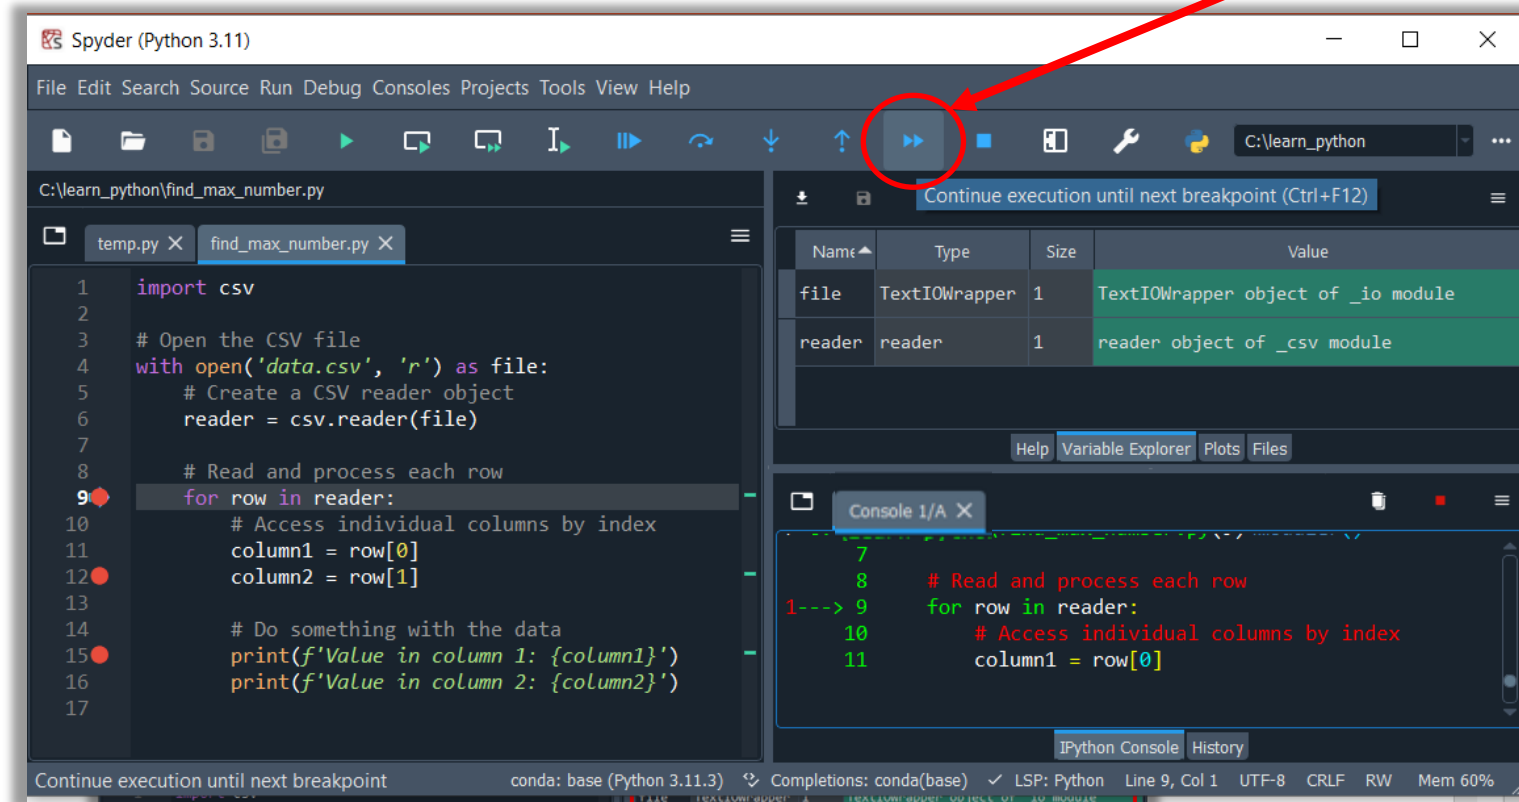 Spyder (Python 3.11)
File Edit Search Source Run Debug Consoles Projects Tools View Help
C:\learn_python
C:\learn_python\find_max_number.py
Continue execution until next breakpoint (Ctrl+F12)
temp.py
find_max_number.py
Name Type Size Value
file TextIOWrapper 1 TextIOWrapper object of _io module
reader reader 1 reader object of _csv module
Help Variable Explorer Plots Files
1 import csv
2
3 # Open the CSV file
4 with open('data.csv', 'r') as file:
5     # Create a CSV reader object
6     reader = csv.reader(file)
7
8     # Read and process each row
9     for row in reader:
10         # Access individual columns by index
11         column1 = row[0]
12         column2 = row[1]
13
14         # Do something with the data
15         print(f'Value in column 1: {column1}')
16         print(f'Value in column 2: {column2}')
17
Console 1/A
7
8     # Read and process each row
1---> 9     for row in reader:
10         # Access individual columns by index
11         column1 = row[0]
IPython Console History
Continue execution until next breakpoint conda: base (Python 3.11.3) Completions: conda(base) ✓ LSP: Python Line 9, Col 1 UTF-8 CRLF RW Mem 60%